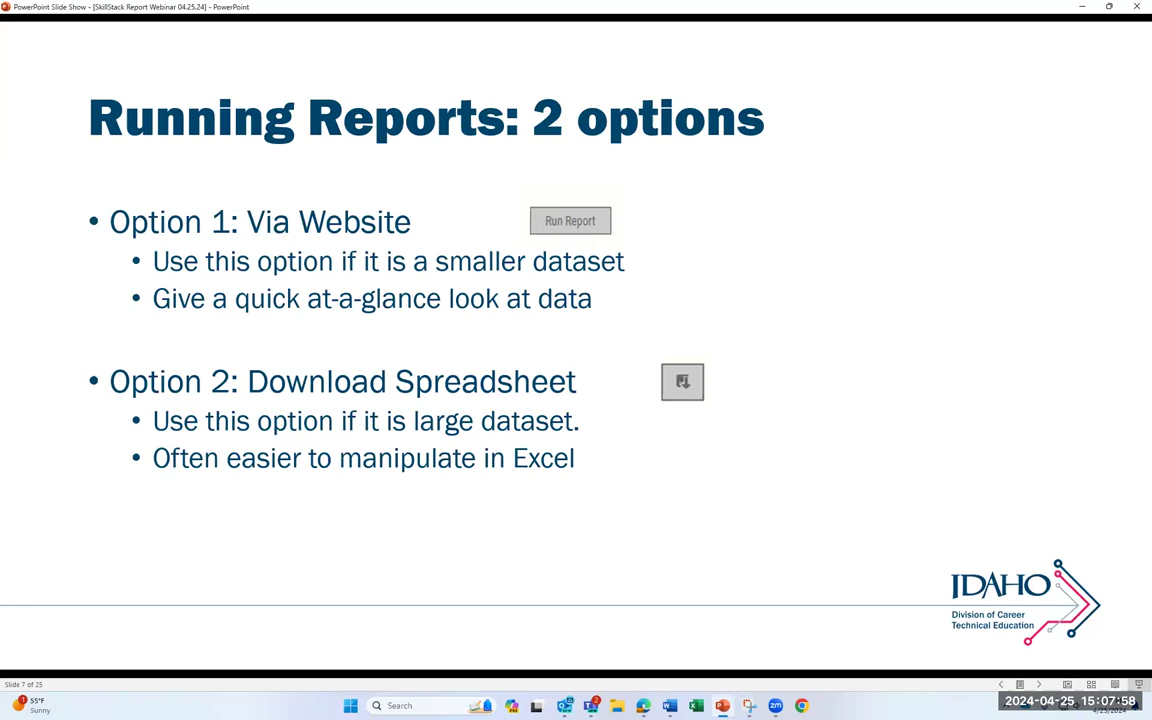 PowerPoint Slide Show - [SkillStack Report Webinar 04.25.24] - PowerPoint
Running Reports: 2 options
• Option 1: Via Website
Run Report
• Use this option if it is a smaller dataset
• Give a quick at-a-glance look at data
• Option 2: Download Spreadsheet
• Use this option if it is large dataset.
• Often easier to manipulate in Excel
IDAHO
Division of Career
Technical Education
Slide 7 of 25
55°F
Sunny
Search
2024-04-25 15:07:58